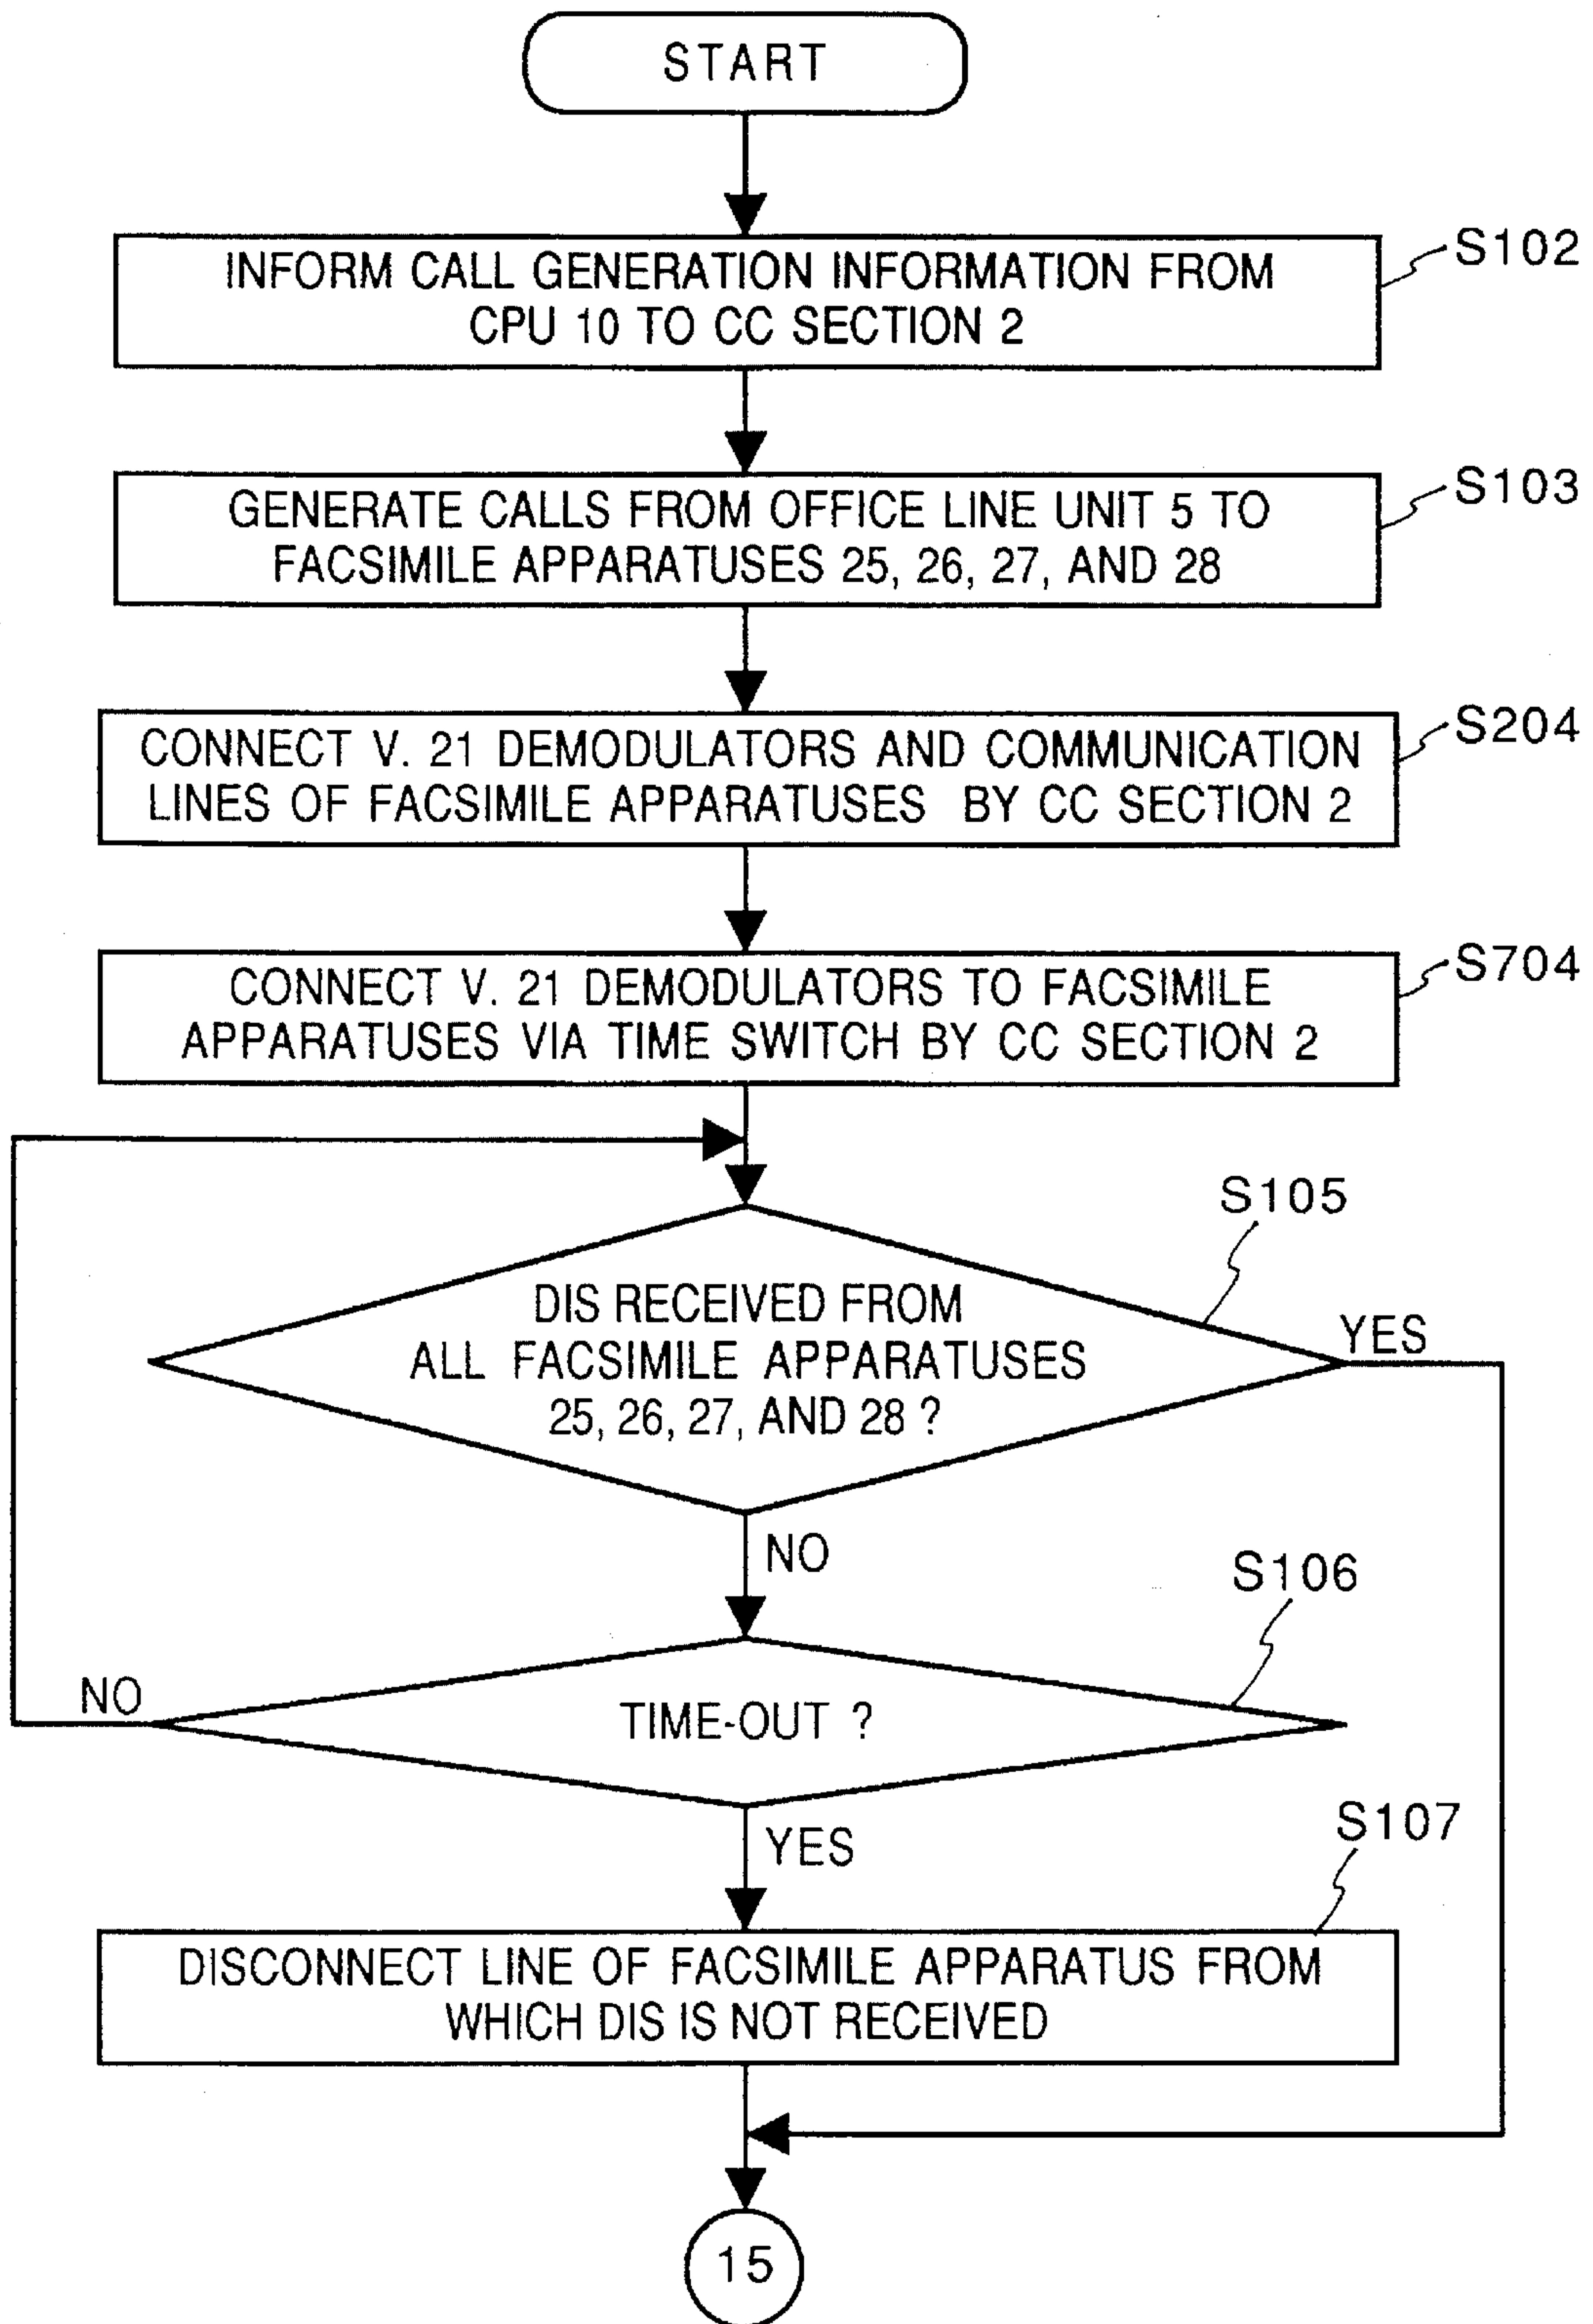 START
INFORM CALL GENERATION INFORMATION FROM
CPU 10 TO CC SECTION 2
S102
GENERATE CALLS FROM OFFICE LINE UNIT 5 TO
FACSIMILE APPARATUSES 25, 26, 27, AND 28
S103
CONNECT V. 21 DEMODULATORS AND COMMUNICATION
LINES OF FACSIMILE APPARATUSES BY CC SECTION 2
S204
CONNECT V. 21 DEMODULATORS TO FACSIMILE
APPARATUSES VIA TIME SWITCH BY CC SECTION 2
S704
S105
DIS RECEIVED FROM
ALL FACSIMILE APPARATUSES
25, 26, 27, AND 28 ?
YES
NO
S106
TIME-OUT ?
NO
YES
S107
DISCONNECT LINE OF FACSIMILE APPARATUS FROM
WHICH DIS IS NOT RECEIVED
15